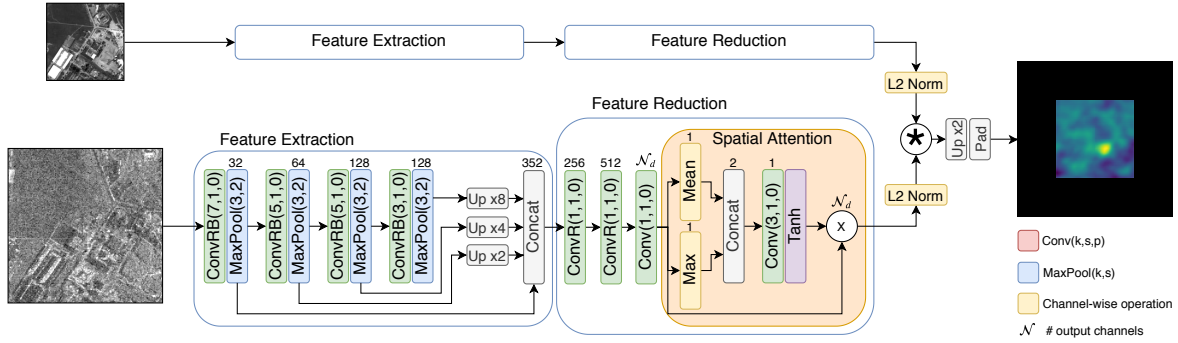 Feature Extraction
Feature Reduction
L2 Norm
Feature Reduction
Feature Extraction
Spatial Attention
32
64
128
128
352
256
512
𝒩d
1
2
1
ConvRB(7,1,0)
MaxPool(3,2)
ConvRB(5,1,0)
MaxPool(3,2)
ConvRB(5,1,0)
MaxPool(3,2)
ConvRB(3,1,0)
MaxPool(3,2)
Up x8
Up x4
Up x2
Concat
ConvR(1,1,0)
ConvR(1,1,0)
Conv(1,1,0)
Mean
1
Max
Concat
Conv(3,1,0)
Tanh
𝒩d
x
L2 Norm
*
Up x2
Pad
Conv(k,s,p)
MaxPool(k,s)
Channel-wise operation
𝒩 # output channels